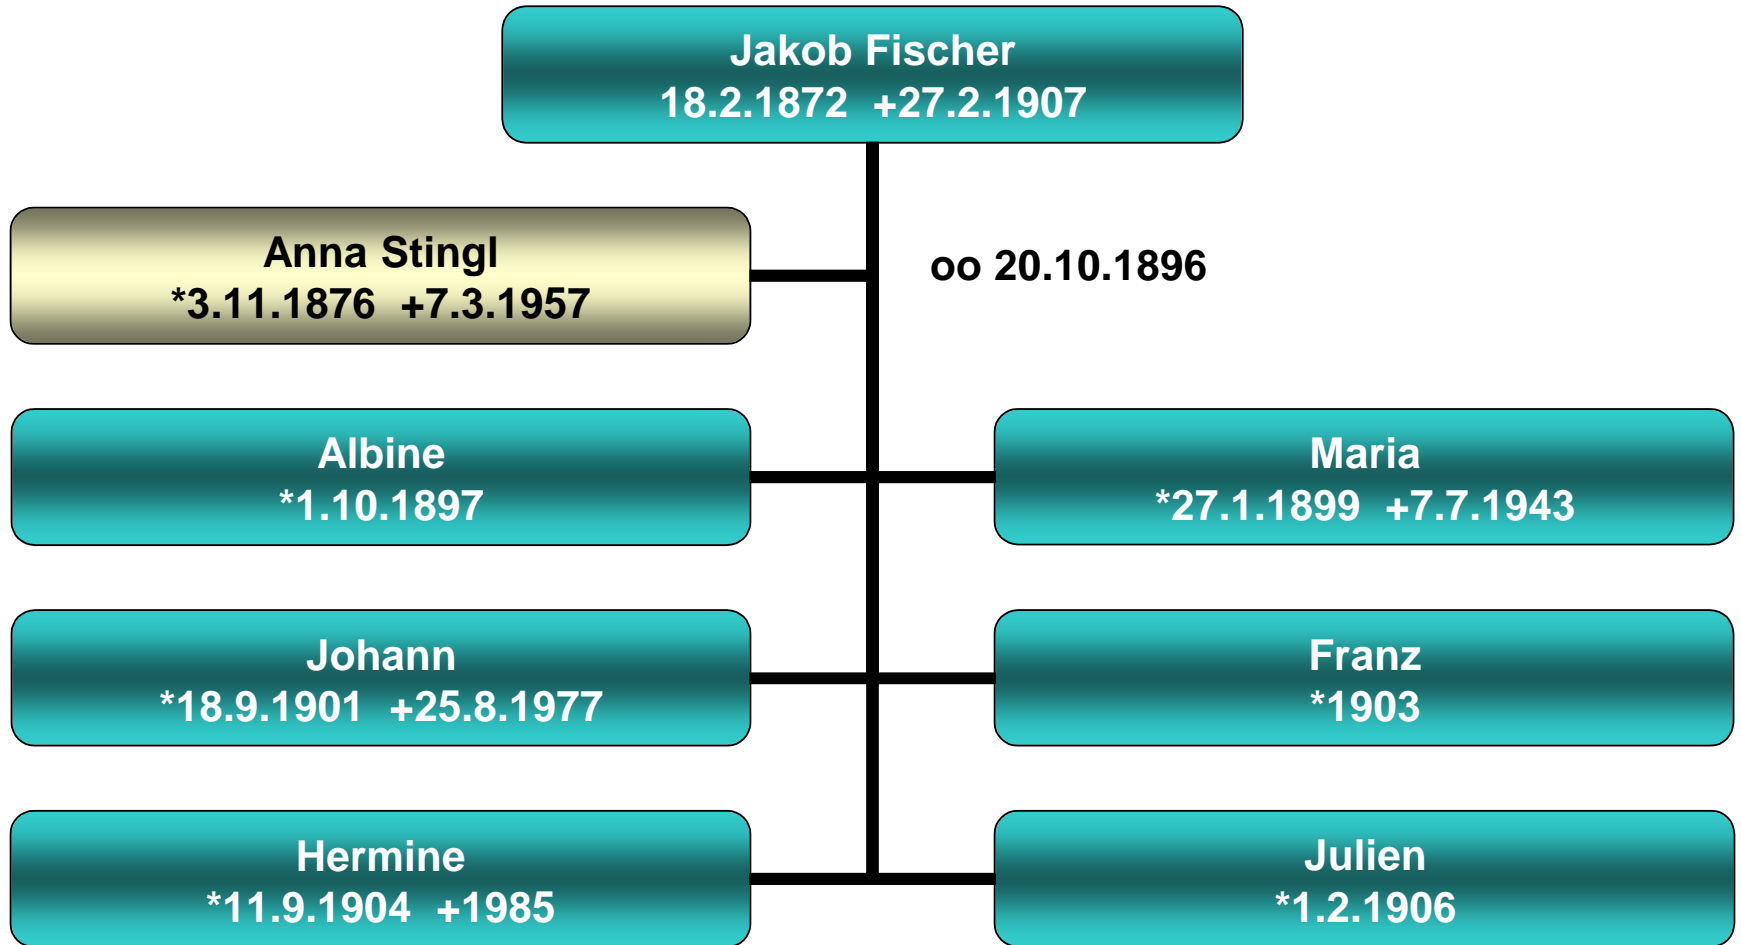 Jakob Fischer
18.2.1872 +27.2.1907
Anna Stingl
*3.11.1876 +7.3.1957
oo 20.10.1896
Albine
*1.10.1897
Maria
*27.1.1899 +7.7.1943
Johann
*18.9.1901 +25.8.1977
Franz
*1903
Hermine
*11.9.1904 +1985
Julien
*1.2.1906